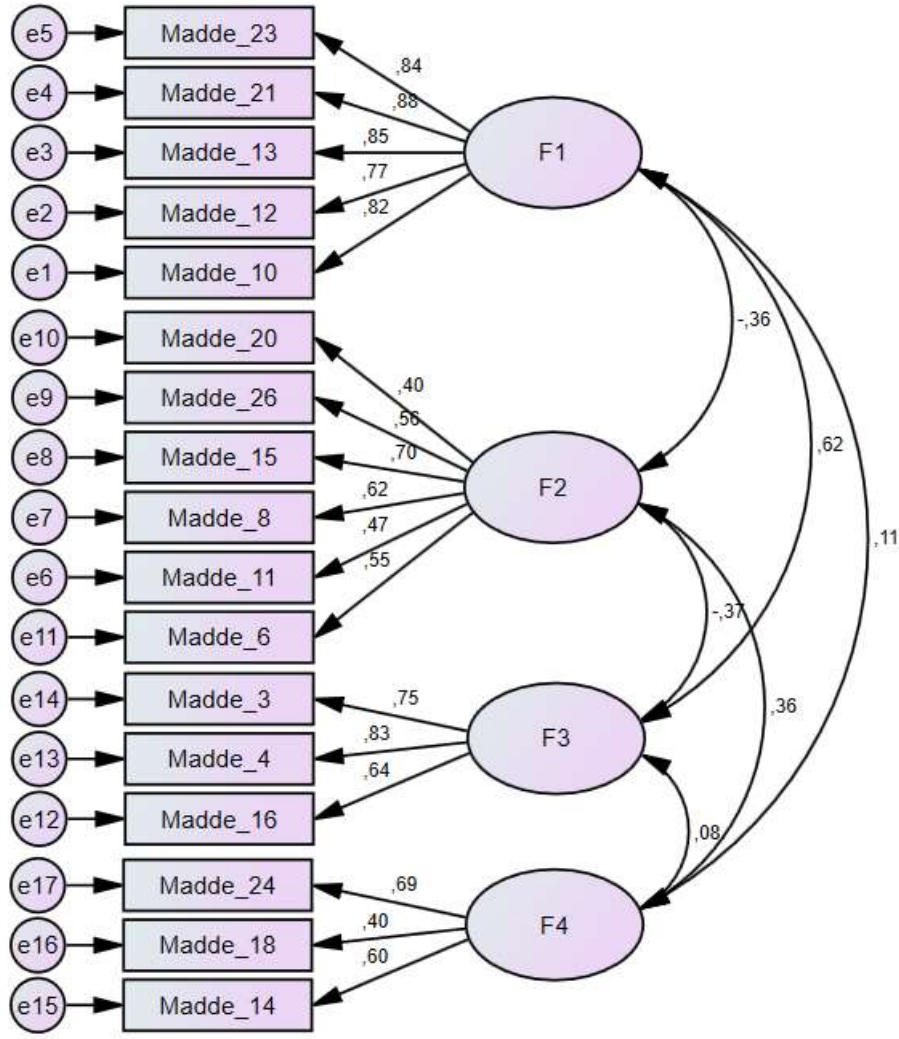 e5 Madde_23
,84
e4 Madde_21
,88
e3 Madde_13
,85
F1
,77
e2 Madde_12
,82
e1 Madde_10
-,36
e10 Madde_20
,40
e9 Madde_26
,56
,62
e8 Madde_15
,70
F2
,62
e7 Madde_8
,47
,11
e6 Madde_11
,55
-,37
e11 Madde_6
e14 Madde_3
,75
,36
,83
F3
e13 Madde_4
,64
e12 Madde_16
,08
e17 Madde_24
,69
,40
F4
e16 Madde_18
,60
e15 Madde_14